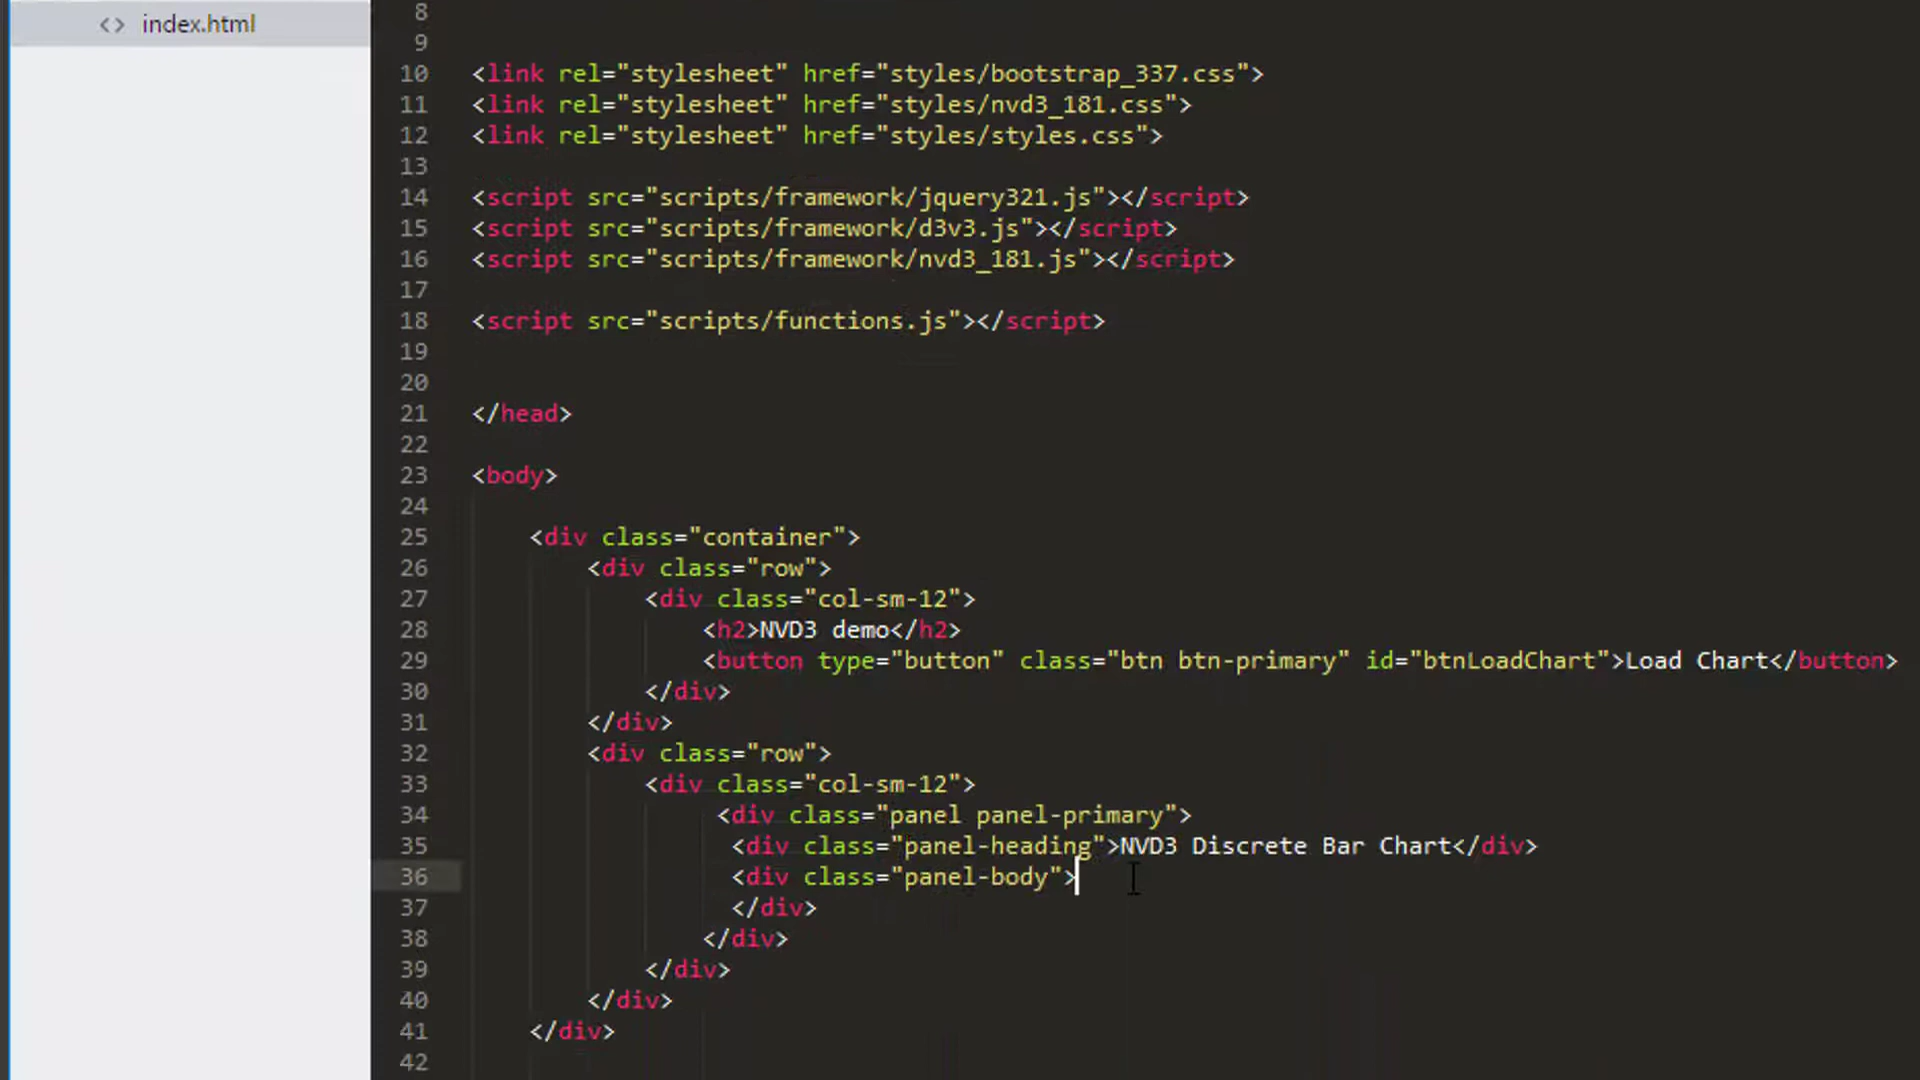 <> index.html
8
9
10 <link rel="stylesheet" href="styles/bootstrap_337.css">
11 <link rel="stylesheet" href="styles/nvd3_181.css">
12 <link rel="stylesheet" href="styles/styles.css">
13
14 <script src="scripts/framework/jquery321.js"></script>
15 <script src="scripts/framework/d3v3.js"></script>
16 <script src="scripts/framework/nvd3_181.js"></script>
17
18 <script src="scripts/functions.js"></script>
19
20
21 </head>
22
23 <body>
24
25 <div class="container">
26 <div class="row">
27 <div class="col-sm-12">
28 <h2>NVD3 demo</h2>
29 <button type="button" class="btn btn-primary" id="btnLoadChart">Load Chart</button>
30 </div>
31 </div>
32 <div class="row">
33 <div class="col-sm-12">
34 <div class="panel panel-primary">
35 <div class="panel-heading">NVD3 Discrete Bar Chart</div>
36 <div class="panel-body">
37 </div>
38 </div>
39 </div>
40 </div>
41 </div>
42